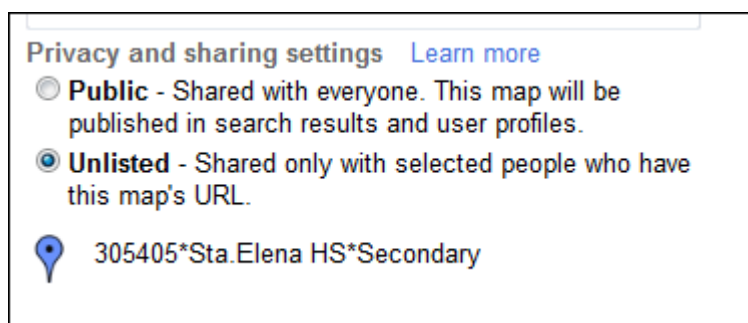 Privacy and sharing settings Learn more
Public - Shared with everyone. This map will be
published in search results and user profiles.
Unlisted - Shared only with selected people who have
this map's URL.
305405*Sta.Elena HS*Secondary